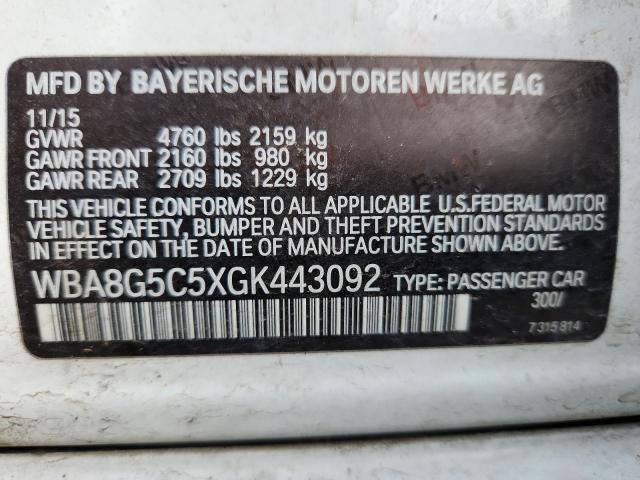 MFD BY BAYERISCHE MOTOREN WERKE AG
11/15
GVWR 4760 lbs 2159 kg
GAWR FRONT 2160 lbs 980 kg
GAWR REAR 2709 lbs 1229 kg
THIS VEHICLE CONFORMS TO ALL APPLICABLE U.S.FEDERAL MOTOR
VEHICLE SAFETY, BUMPER AND THEFT PREVENTION STANDARDS
IN EFFECT ON THE DATE OF MANUFACTURE SHOWN ABOVE.
WBA8G5C5XGK443092 TYPE: PASSENGER CAR
300/
7315814